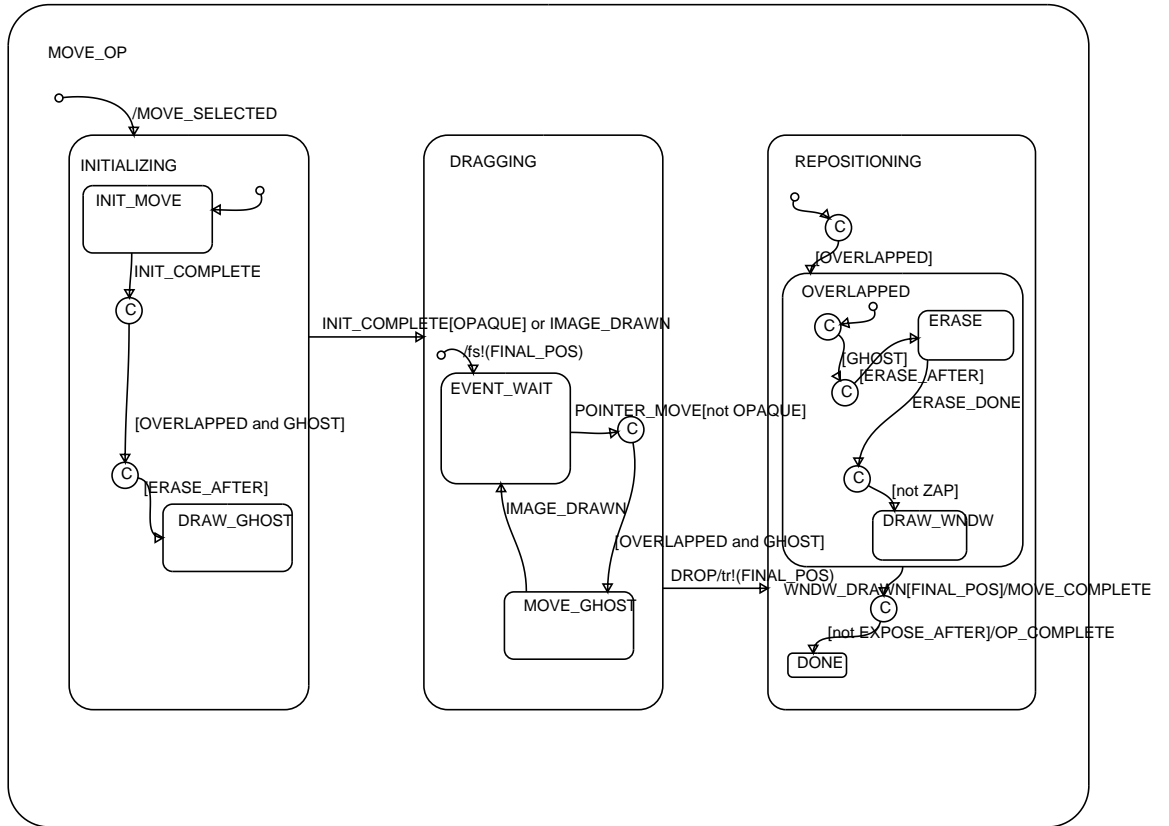 MOVE_OP
/MOVE_SELECTED
INITIALIZING
INIT_MOVE
INIT_COMPLETE
C
[OVERLAPPED and GHOST]
C
[ERASE_AFTER]
DRAW_GHOST
INIT_COMPLETE[OPAQUE] or IMAGE_DRAWN
DRAGGING
/fs!(FINAL_POS)
EVENT_WAIT
POINTER_MOVE[not OPAQUE]
C
IMAGE_DRAWN
[OVERLAPPED and GHOST]
MOVE_GHOST
DROP/tr!(FINAL_POS)
REPOSITIONING
C
[OVERLAPPED]
OVERLAPPED
C
ERASE
[GHOST]
[ERASE_AFTER]
C
ERASE_DONE
C
[not ZAP]
DRAW_WNDW
WNDW_DRAWN[FINAL_POS]/MOVE_COMPLETE
C
[not EXPOSE_AFTER]/OP_COMPLETE
DONE